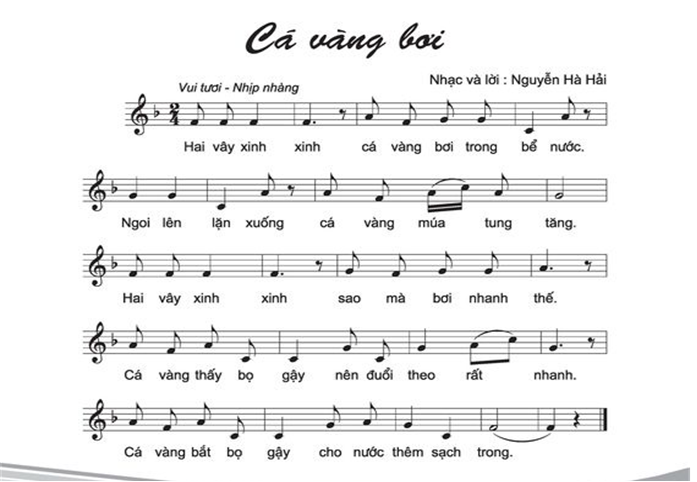 Cá vàng bơi
Vui tươi - Nhịp nhàng
Nhạc và lời : Nguyễn Hà Hải
2
4
Hai vây xinh xinh cá vàng bơi trong bể nước.
Ngoi lên lặn xuống cá vàng múa tung tăng.
Hai vây xinh xinh sao mà bơi nhanh thế.
Cá vàng thấy bọ gậy nên đuổi theo rất nhanh.
Cá vàng bắt bọ gậy cho nước thêm sạch trong.